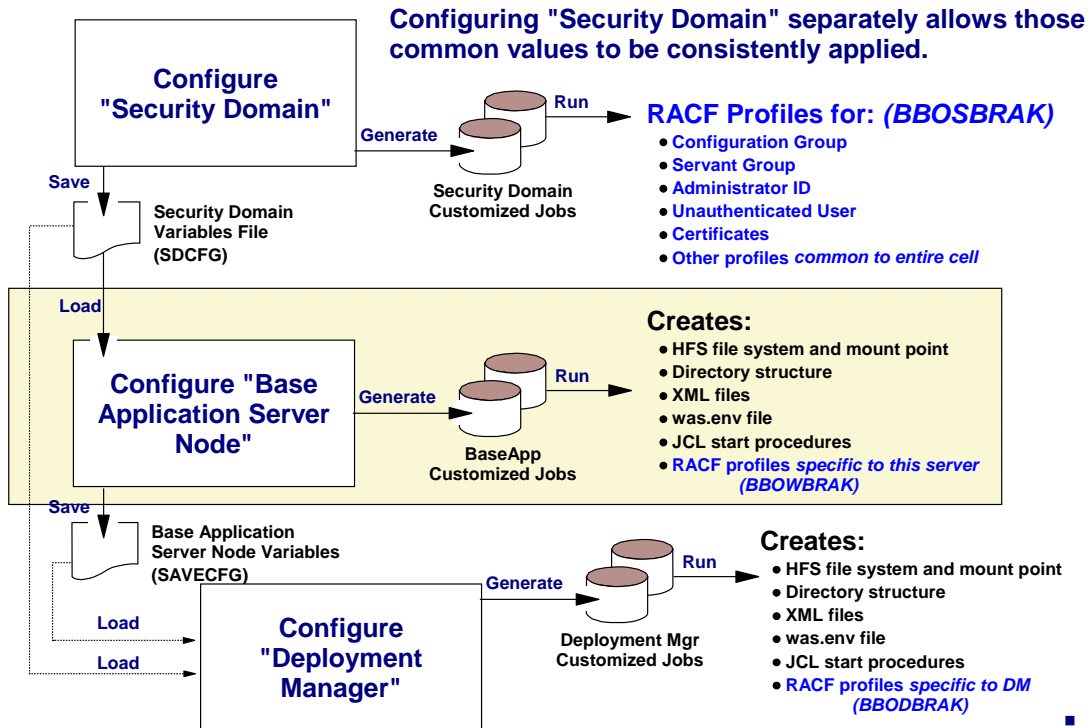 Configuring "Security Domain" separately allows those
common values to be consistently applied.
Configure
"Security Domain"
Generate
Run
Security Domain
Customized Jobs
RACF Profiles for: (BBOSBRAK)
• Configuration Group
• Servant Group
• Administrator ID
• Unauthenticated User
• Certificates
• Other profiles common to entire cell
Save
Security Domain
Variables File
(SDCFG)
Load
Configure "Base
Application Server
Node"
Generate
Run
BaseApp
Customized Jobs
Creates:
• HFS file system and mount point
• Directory structure
• XML files
• was.env file
• JCL start procedures
• RACF profiles specific to this server
(BBOWBRAK)
Save
Base Application
Server Node Variables
(SAVECFG)
Load
Load
Configure
"Deployment
Manager"
Generate
Run
Deployment Mgr
Customized Jobs
Creates:
• HFS file system and mount point
• Directory structure
• XML files
• was.env file
• JCL start procedures
• RACF profiles specific to DM
(BBODBRAK)